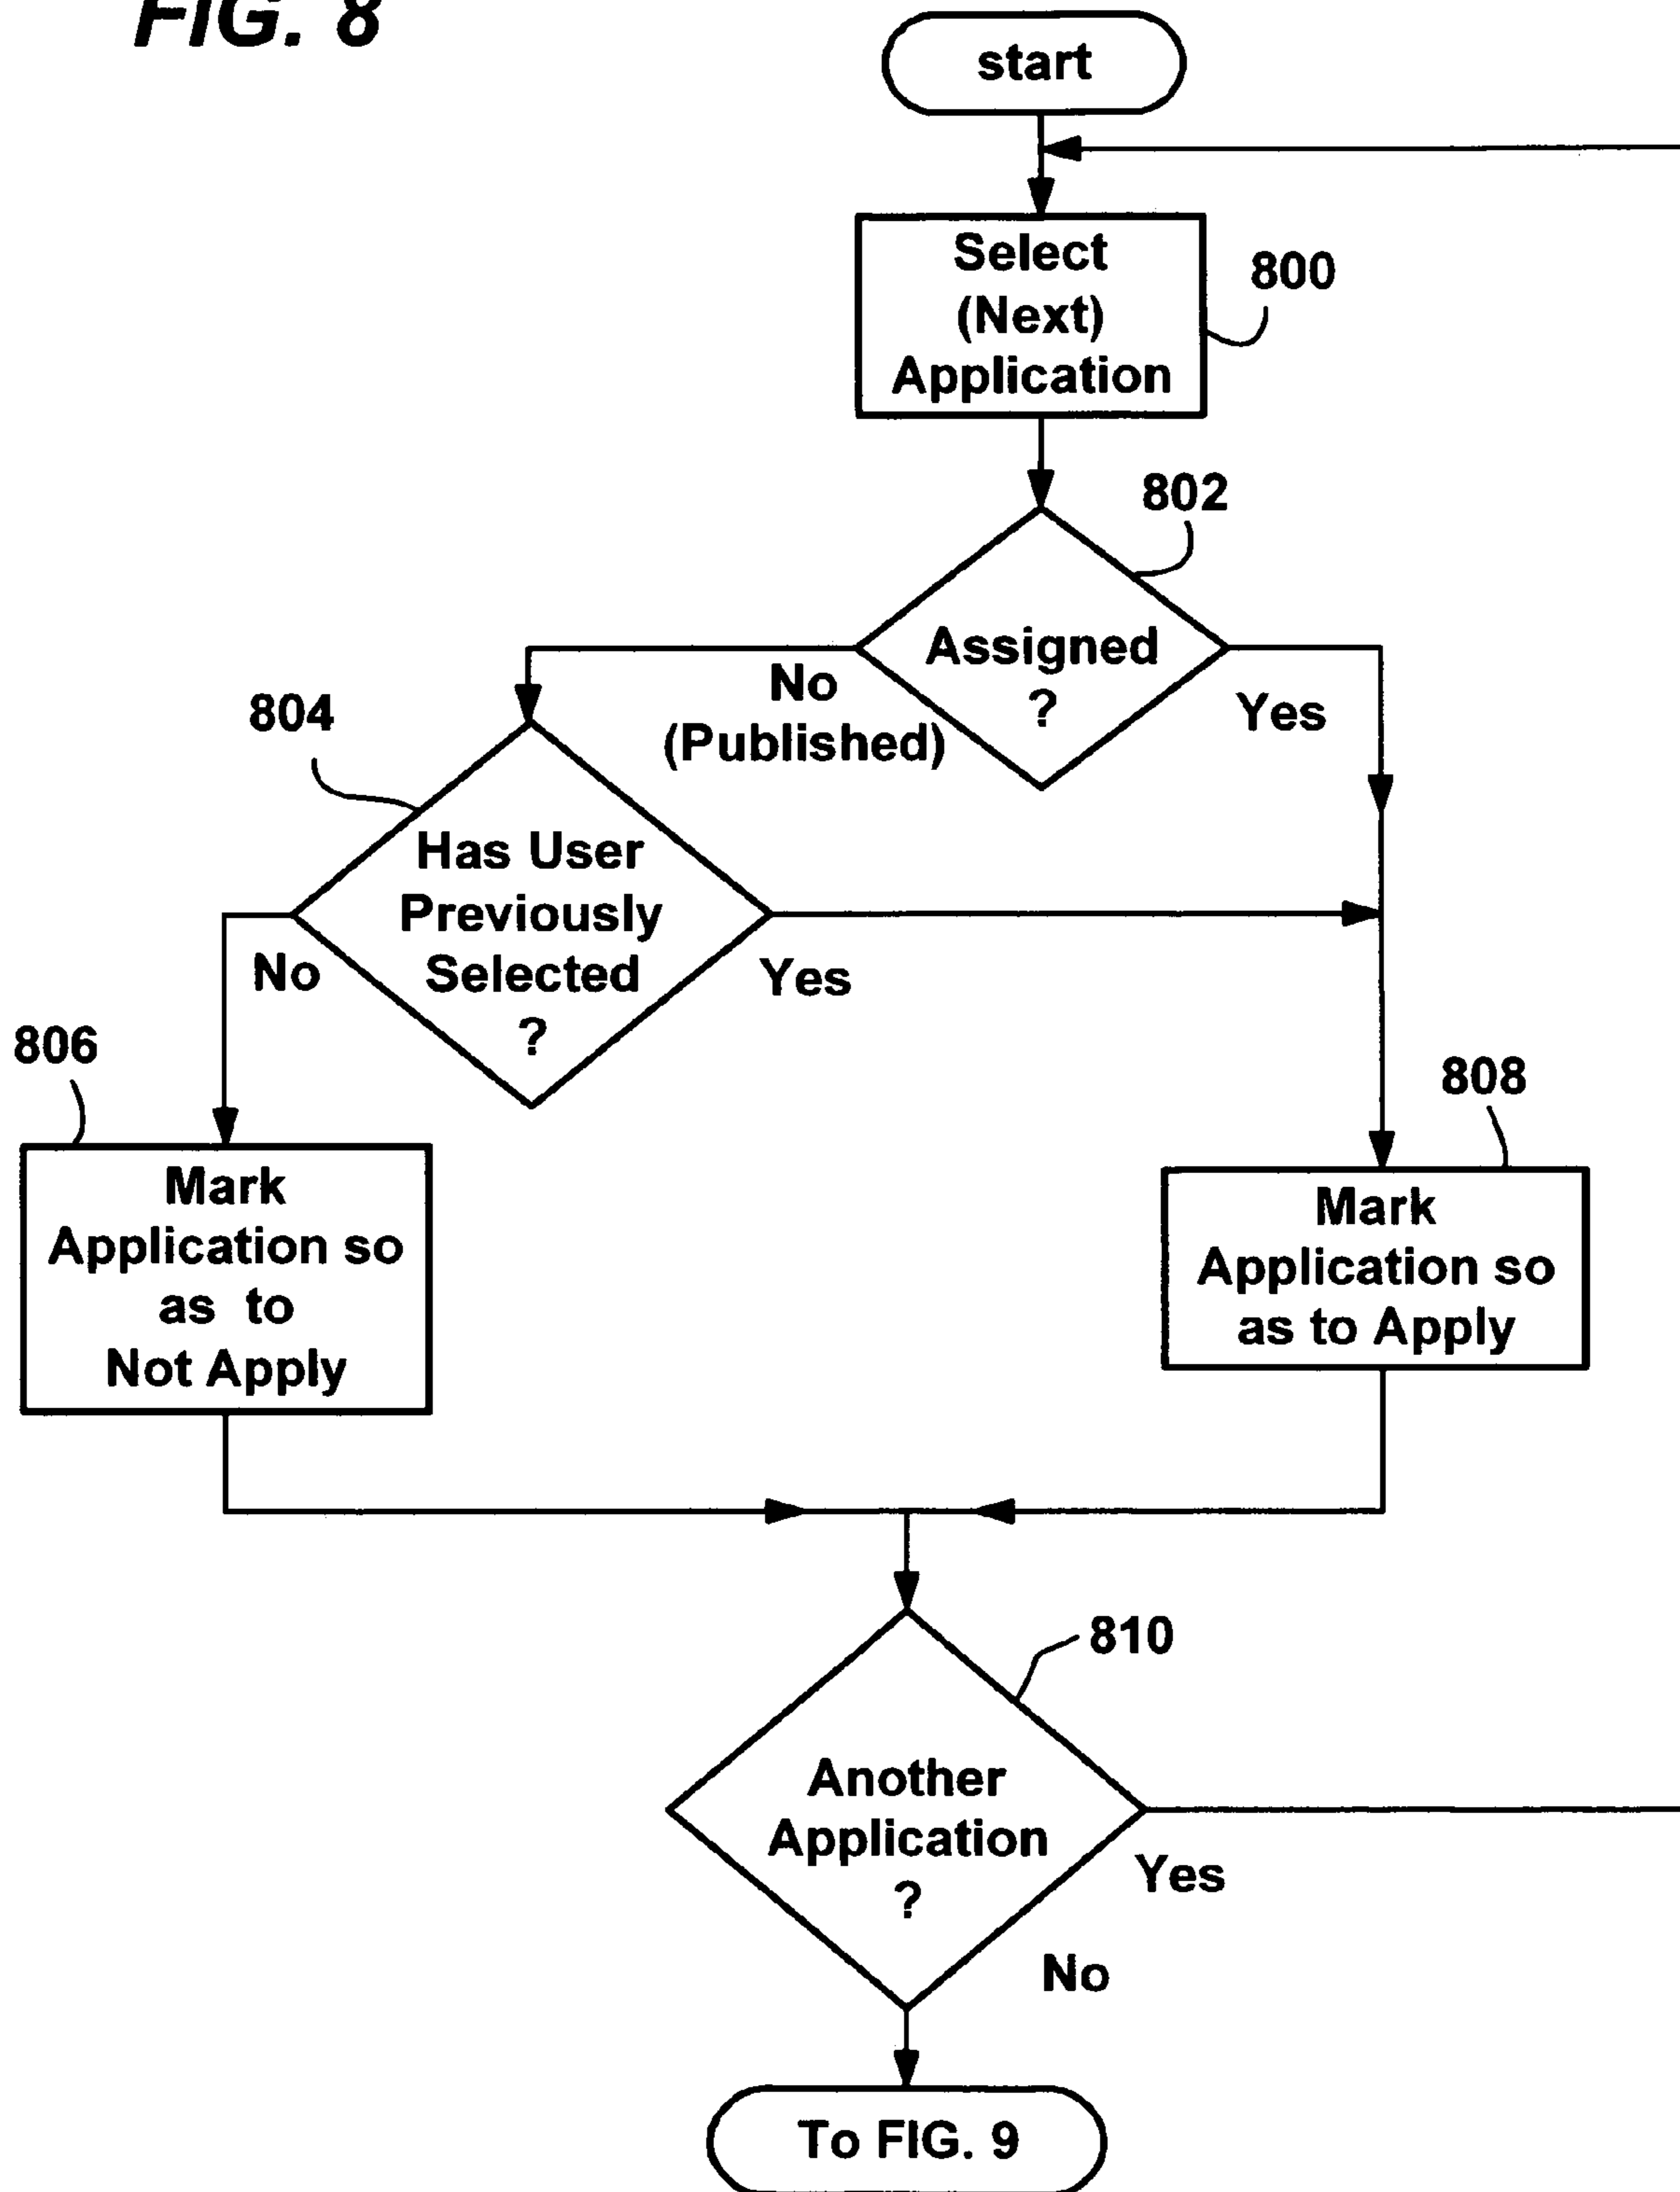 FIG. 8
start
Select
(Next)
Application
800
802
Assigned
?
No
(Published)
Yes
804
Has User
Previously
Selected
?
No
Yes
806
Mark
Application so
as to
Not Apply
808
Mark
Application so
as to Apply
810
Another
Application
?
Yes
No
To FIG. 9